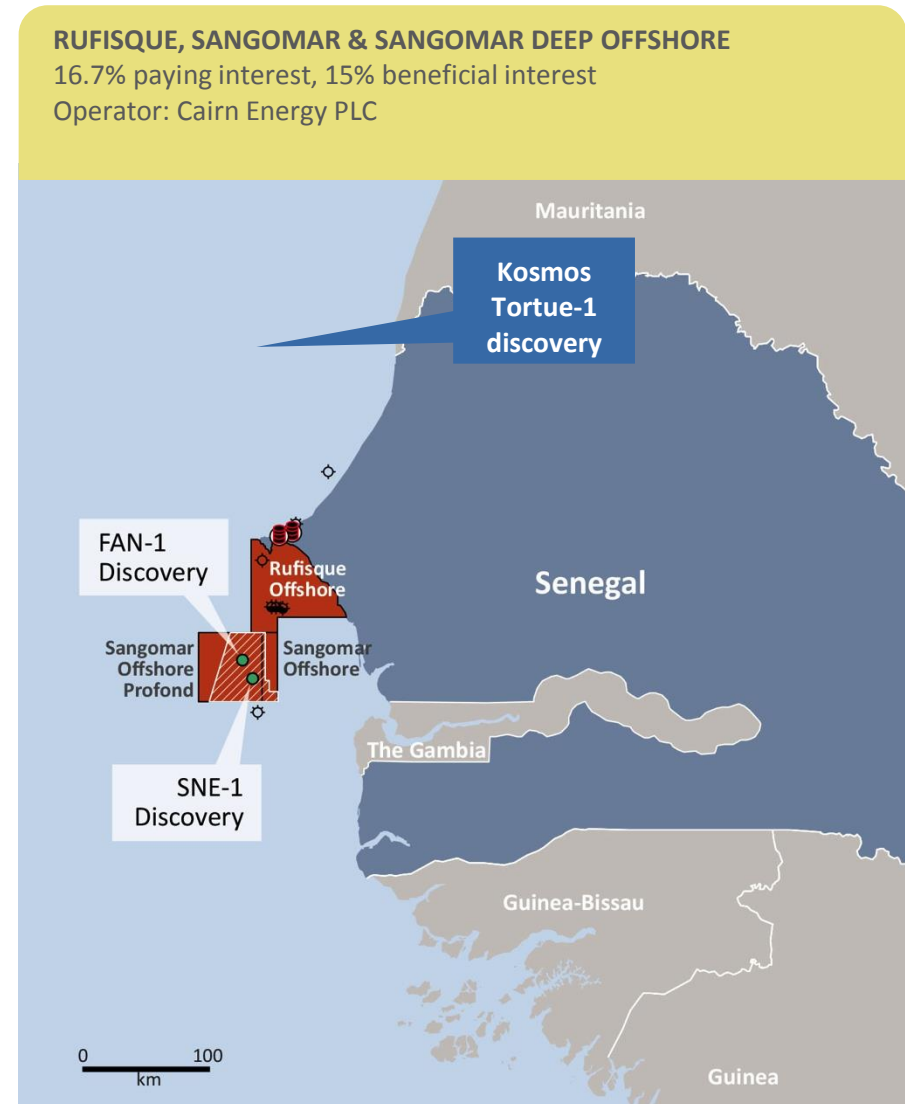 RUFISQUE, SANGOMAR & SANGOMAR DEEP OFFSHORE
16.7% paying interest, 15% beneficial interest
Operator: Cairn Energy PLC
Mauritania
Kosmos
Tortue-1
discovery
FAN-1
Discovery
Rufisque
Offshore
Senegal
Sangomar
Offshore
Profond
Sangomar
Offshore
The Gambia
SNE-1
Discovery
Guinea-Bissau
0 100
km
Guinea